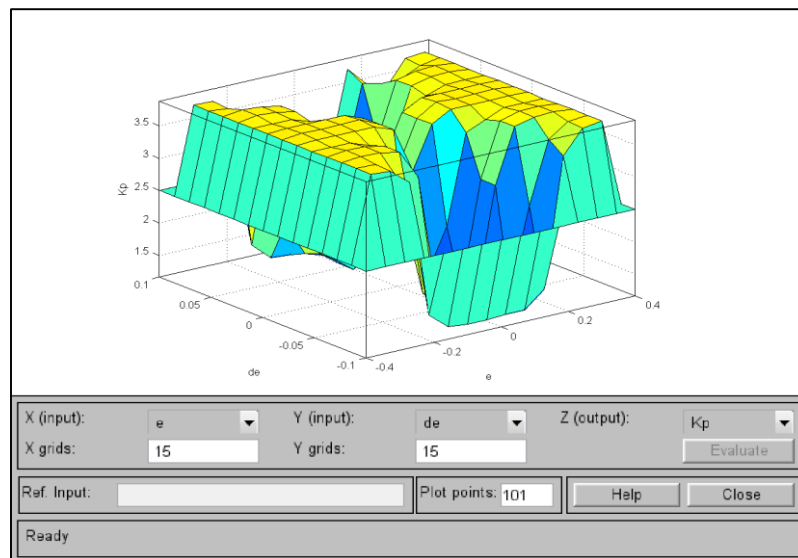 3.5
3
2.5
2
1.5
Kp
0.1
0.05
0
-0.05
-0.1
de
-0.4
-0.2
0
0.2
0.4
e
X (input): e Y (input): de Z (output): Kp
X grids: 15 Y grids: 15 Evaluate
Ref. Input: Plot points: 101 Help Close
Ready